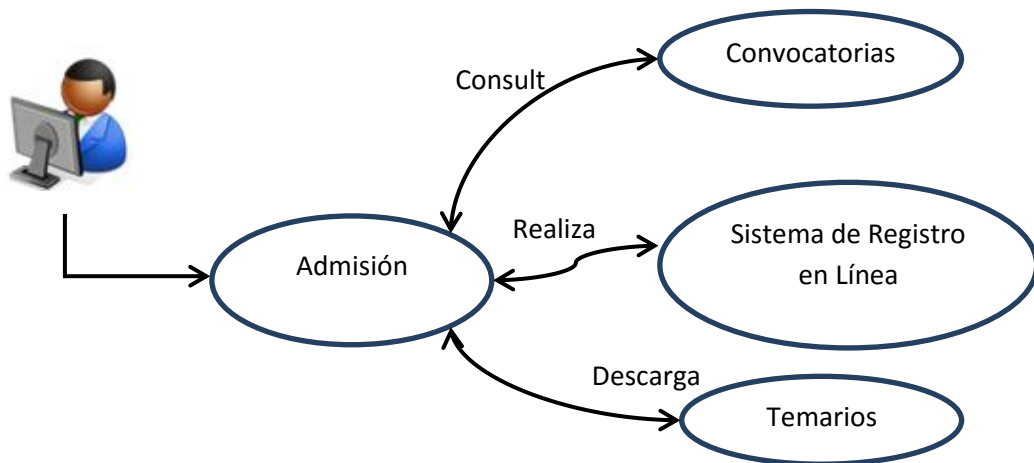 Convocatorias
Consult
Realiza
Sistema de Registro
en Línea
Admisión
Descarga
Temarios